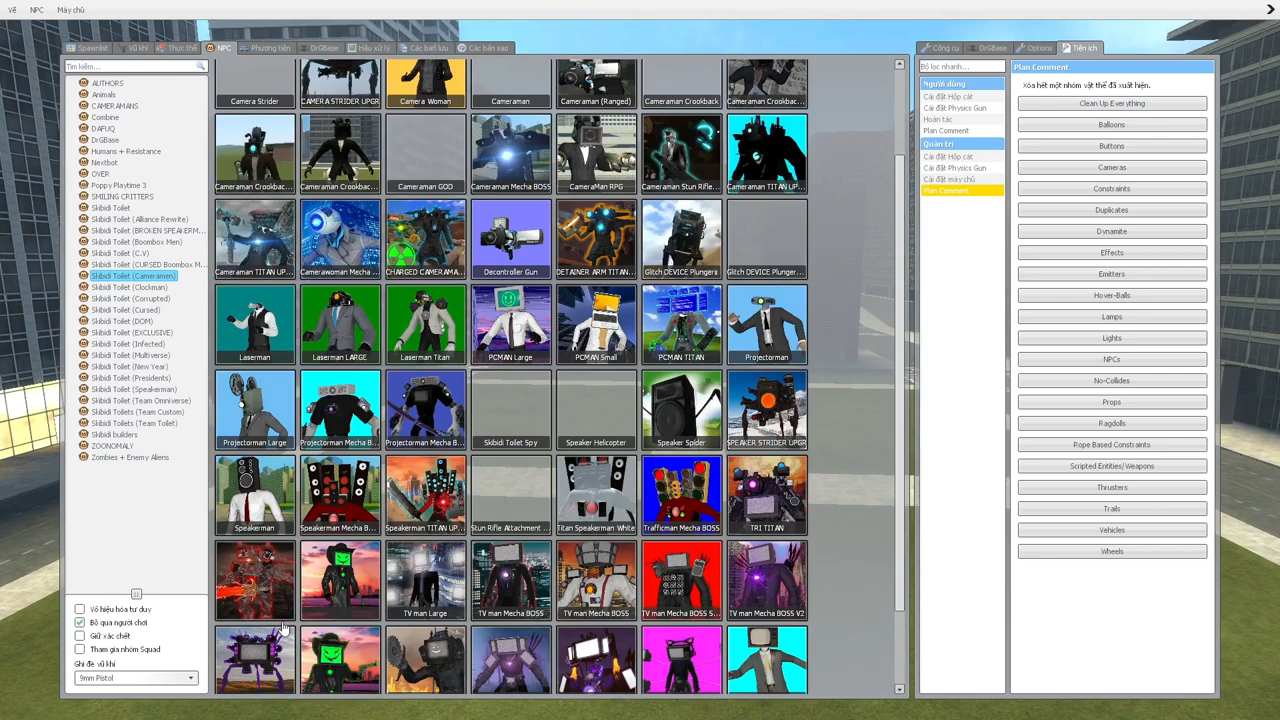 Vẽ NPC Máy chủ
Spawnlist Vũ khí Thực thể NPC Phương tiện DrGBase Hậu xử lý Các bản lưu Các bản sao
Công cụ DrGBase Options Tiện ích
Tìm kiếm...
AUTHORS
Animals
CAMERAMANS
Combine
DAFUQ
DrGBase
Humans + Resistance
Nextbot
OVER
Poppy Playtime 3
SMILING CRITTERS
Skibidi Toilet
Skibidi Toilet (Alliance Rewrite)
Skibidi Toilet (BROKEN SPEAKERM...
Skibidi Toilet (Boombox Men)
Skibidi Toilet (C.V)
Skibidi Toilet (CURSED Boombox M...
Skibidi Toilet (Cameramen)
Skibidi Toilet (Clockman)
Skibidi Toilet (Corrupted)
Skibidi Toilet (Cursed)
Skibidi Toilet (DOM)
Skibidi Toilet (EXCLUSIVE)
Skibidi Toilet (Infected)
Skibidi Toilet (Multiverse)
Skibidi Toilet (New Year)
Skibidi Toilet (Presidents)
Skibidi Toilet (Speakerman)
Skibidi Toilet (Team Omniverse)
Skibidi Toilets (Team Custom)
Skibidi Toilets (Team Toilet)
Skibidi builders
ZOONOMALY
Zombies + Enemy Aliens
Vô hiệu hóa tư duy
Bỏ qua người chơi
Giữ xác chết
Tham gia nhóm Squad
Ghi đè vũ khí
9mm Pistol
Camera Strider CAMERA STRIDER UPGR Camera Woman Cameraman Cameraman (Ranged) Cameraman Crookback Cameraman Crookbac...
Cameraman Crookbac... Cameraman Crookbac... Cameraman GOD Cameraman Mecha BOSS CameraMan RPG Cameraman Stun Rifle... Cameraman TITAN UP...
Cameraman TITAN UP... Camerawoman Mecha ... CHARGED CAMERAMA... Decontroller Gun DETAINER ARM TITAN... Glitch DEVICE Plungers Glitch DEVICE Plunger...
Laserman Laserman LARGE Laserman Titan PCMAN Large PCMAN Small PCMAN TITAN Projectorman
Projectorman Large Projectorman Mecha B... Projectorman Mecha B... Skibidi Toilet Spy Speaker Helicopter Speaker Spider SPEAKER STRIDER UPGR
Speakerman Speakerman Mecha B... Speakerman TITAN UP... Stun Rifle Attachment ... Titan Speakerman White Trafficman Mecha BOSS TRI TITAN
TV man Large TV man Mecha BOSS TV man Mecha BOSS TV man Mecha BOSS S... TV man Mecha BOSS V2
Bộ lọc nhanh...
Người dùng
Cài đặt Hộp cát
Cài đặt Physics Gun
Hoàn tác
Plan Comment
Quản trị
Cài đặt Hộp cát
Cài đặt Physics Gun
Cài đặt máy chủ
Plan Comment
Plan Comment
Xóa hết một nhóm vật thể đã xuất hiện.
Clean Up Everything
Balloons
Buttons
Cameras
Constraints
Duplicates
Dynamite
Effects
Emitters
Hover-Balls
Lamps
Lights
NPCs
No-Collides
Props
Ragdolls
Rope Based Constraints
Scripted Entities/Weapons
Thrusters
Trails
Vehicles
Wheels